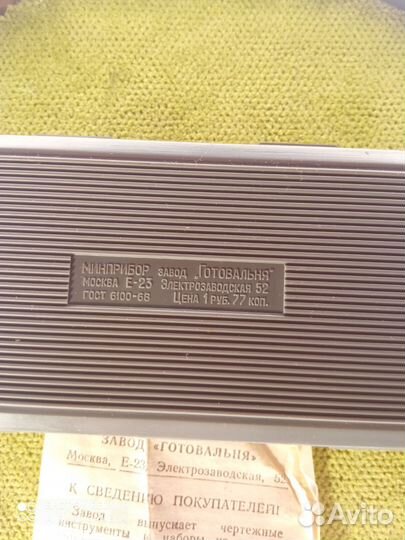 МИНПРИБОР ЗАВОД „ГОТОВАЛЬНЯ"
МОСКВА Е-23 ЭЛЕКТРОЗАВОДСКАЯ 52
ГОСТ 6100-68 ЦЕНА 1 РУБ. 77 КОП.
ЗАВОД «ГОТОВАЛЬНЯ»
Москва, Е-23, Электрозаводская, 52
К СВЕДЕНИЮ ПОКУПАТЕЛЕЙ!
Завод выпускает чертежные
инструменты и наборы
Avito